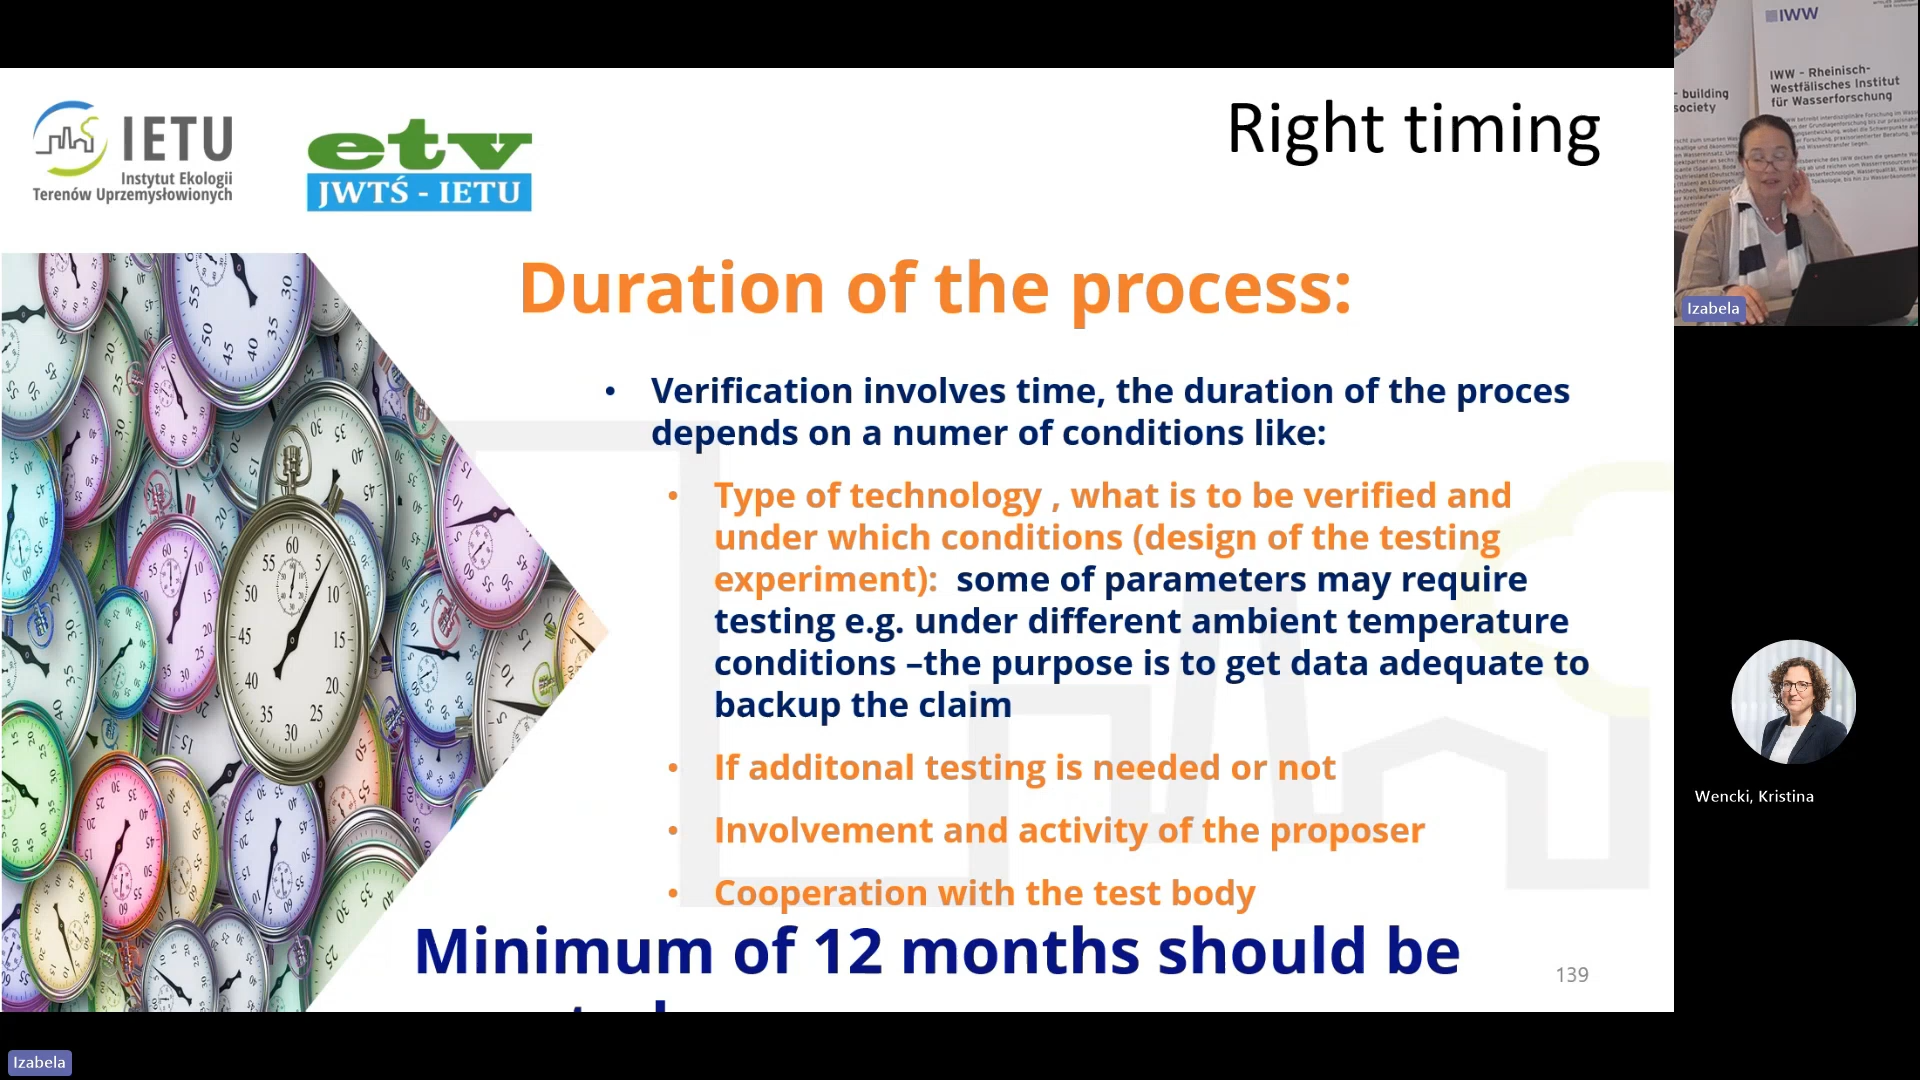 IETU
Instytut Ekologii
Terenów Uprzemysłowionych
etv
JWTŚ - IETU
Right timing
Duration of the process:
• Verification involves time, the duration of the proces
depends on a numer of conditions like:
• Type of technology , what is to be verified and
under which conditions (design of the testing
experiment): some of parameters may require
testing e.g. under different ambient temperature
conditions –the purpose is to get data adequate to
backup the claim
• If additonal testing is needed or not
• Involvement and activity of the proposer
• Cooperation with the test body
Minimum of 12 months should be
139
IWW
IWW - Rheinisch-
Westfälisches Institut
für Wasserforschung
building
society
Izabela
Wencki, Kristina
Izabela